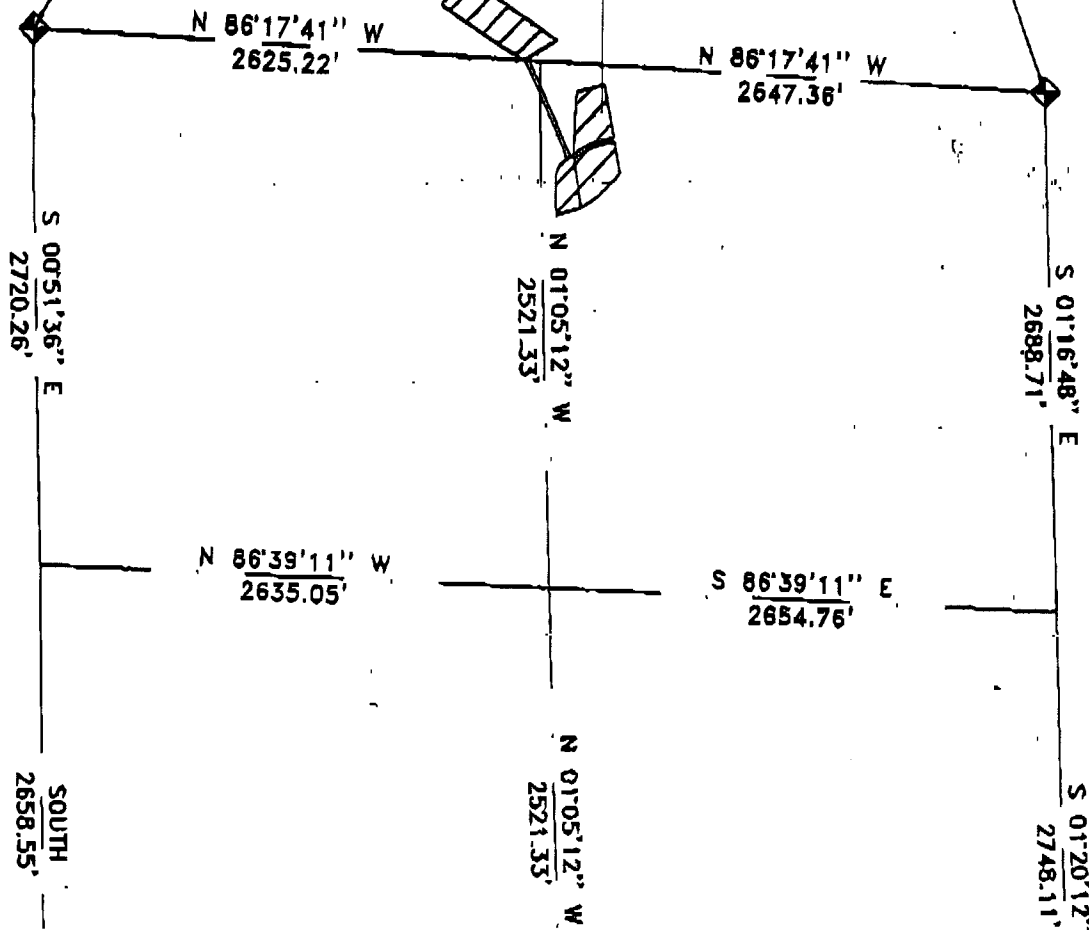 N 86°17'41" W
2625.22'
N 86°17'41" W
2647.36'
S 00°51'36" E
2720.26'
N 01°05'12" W
2521.33'
S 01°16'48" E
2688.71'
N 86°39'11" W
2635.05'
S 86°39'11" E
2654.76'
SOUTH
2658.55'
N 01°05'12" W
2521.33'
S 01°20'12"
2748.11'